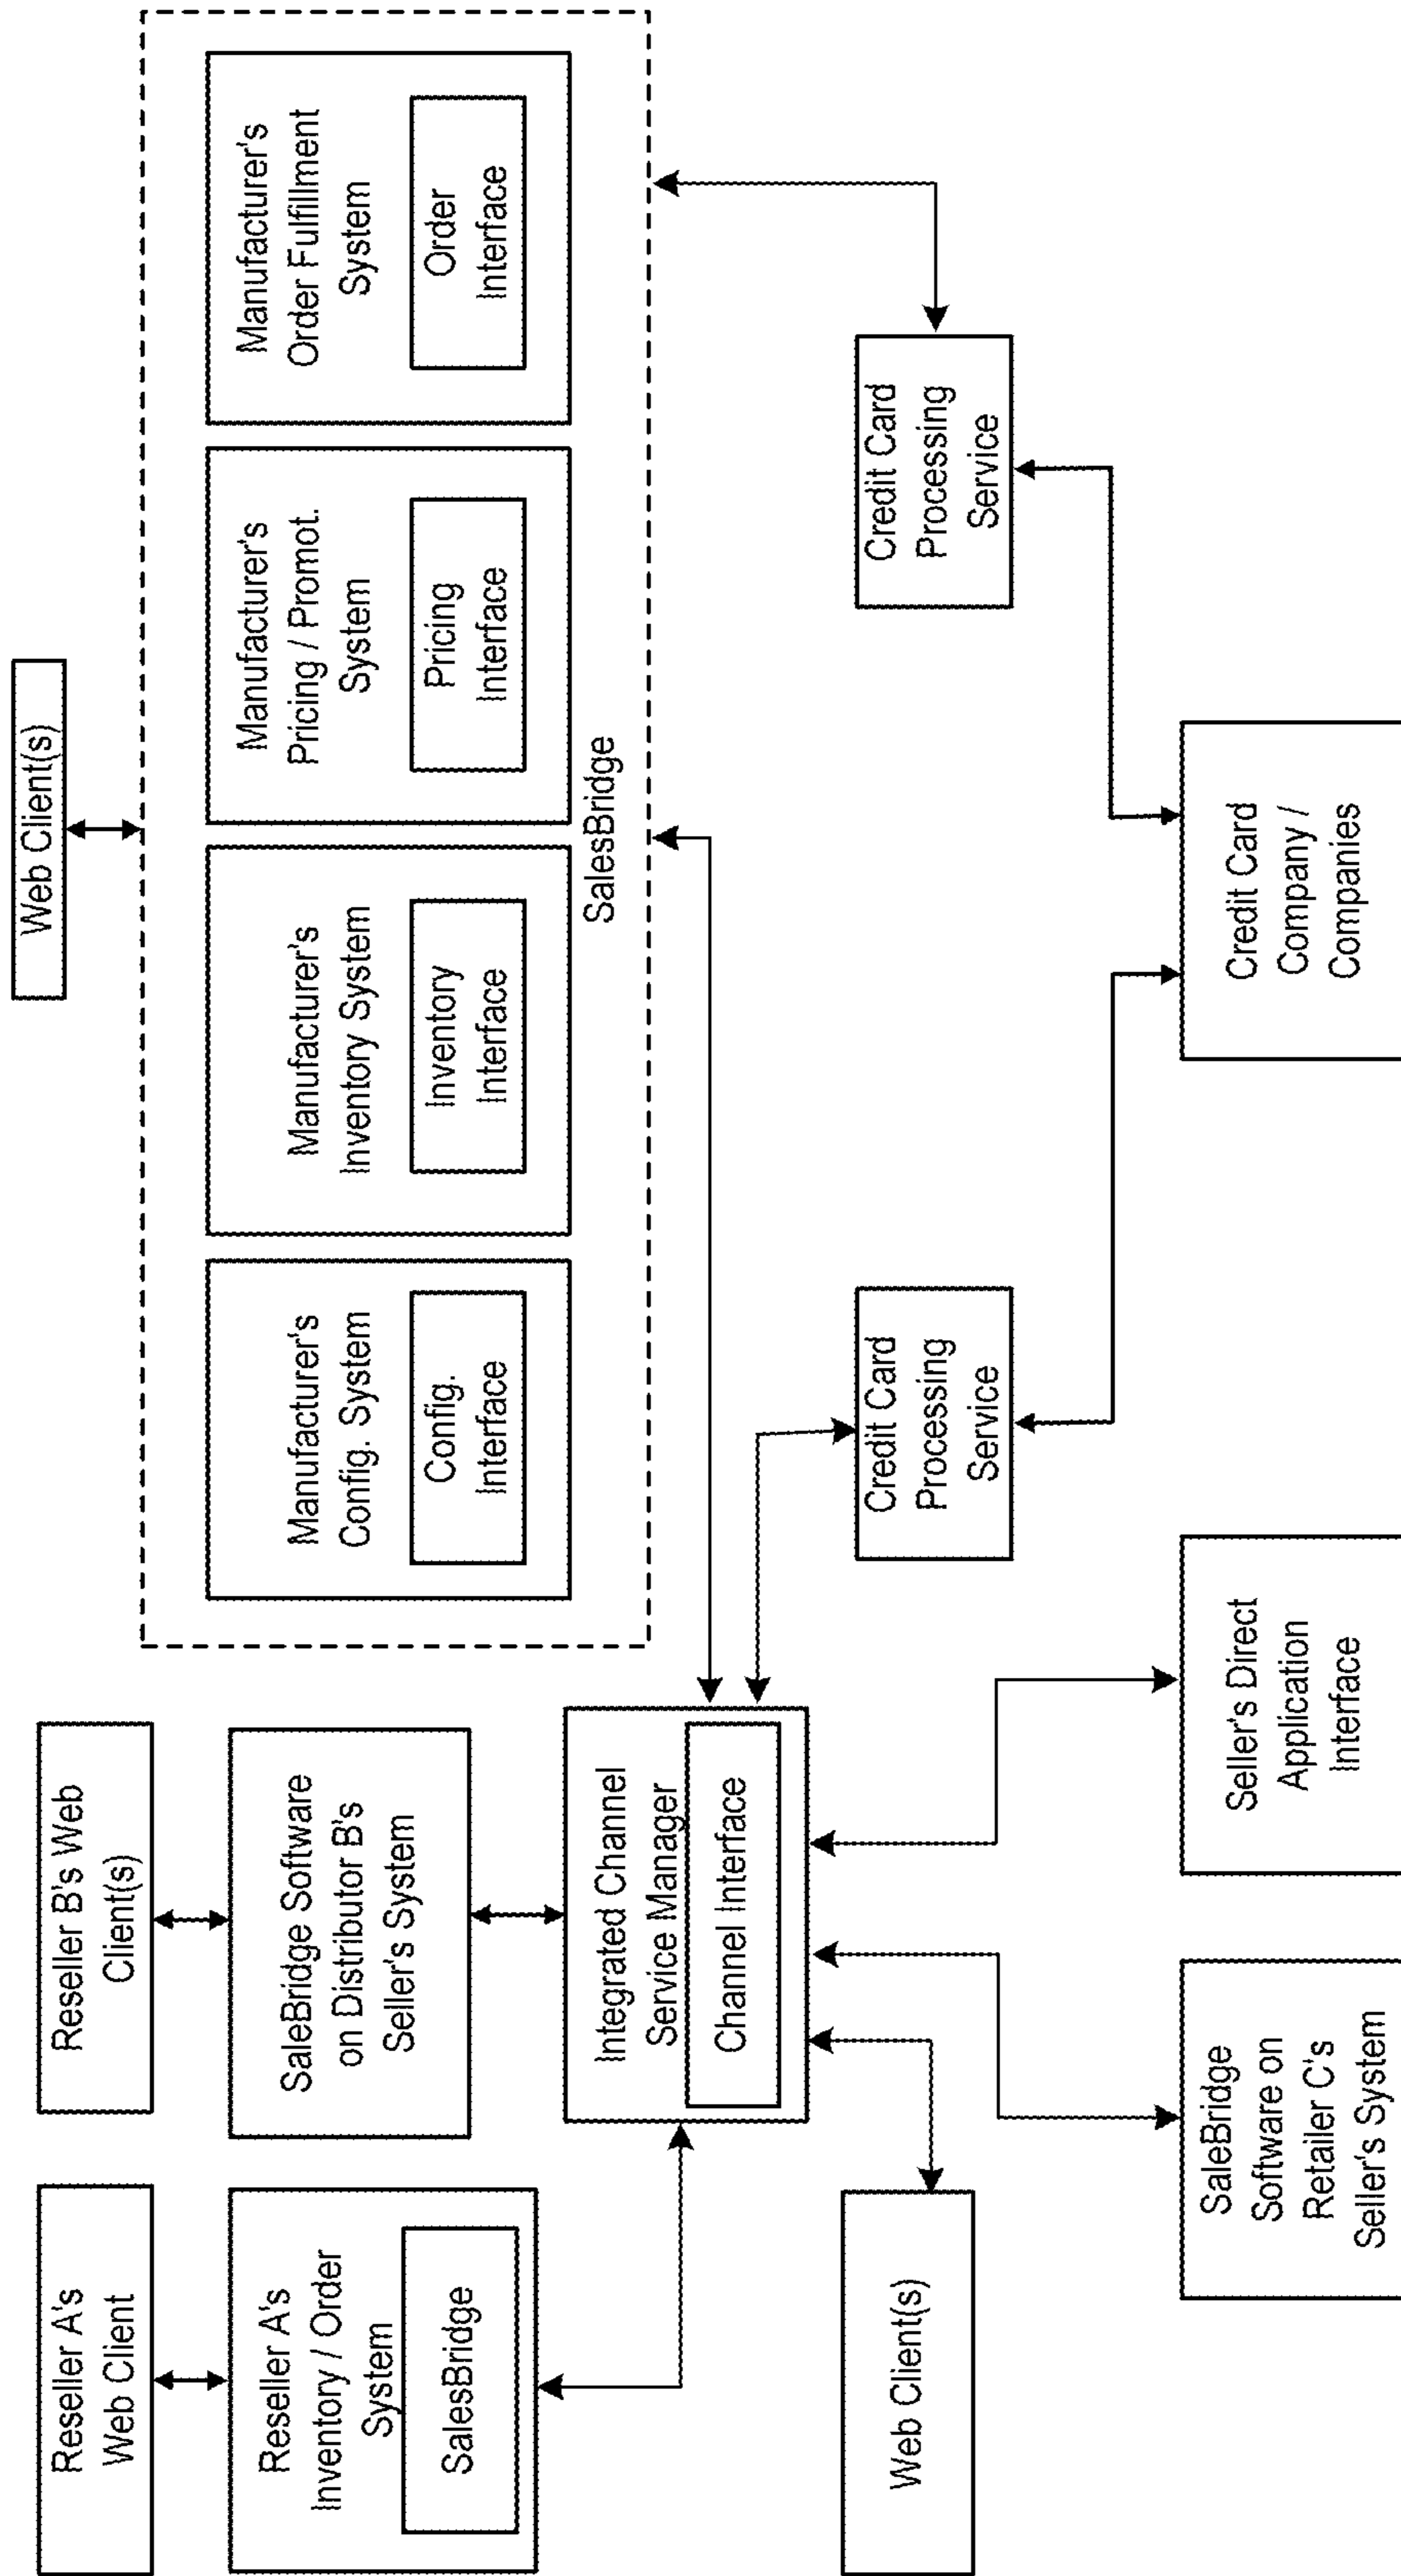 Reseller A's
Web Client
Reseller B's Web
Client(s)
Web Client(s)
Reseller A's
Inventory / Order
System
SalesBridge
SaleBridge Software
on Distributor B's
Seller's System
Manufacturer's
Config. System
Config.
Interface
Manufacturer's
Inventory System
Inventory
Interface
Manufacturer's
Pricing / Promot.
System
Pricing
Interface
Manufacturer's
Order Fulfillment
System
Order
Interface
SalesBridge
Integrated Channel
Service Manager
Channel Interface
Web Client(s)
Credit Card
Processing
Service
Credit Card
Processing
Service
SaleBridge
Software on
Retailer C's
Seller's System
Seller's Direct
Application
Interface
Credit Card
Company /
Companies